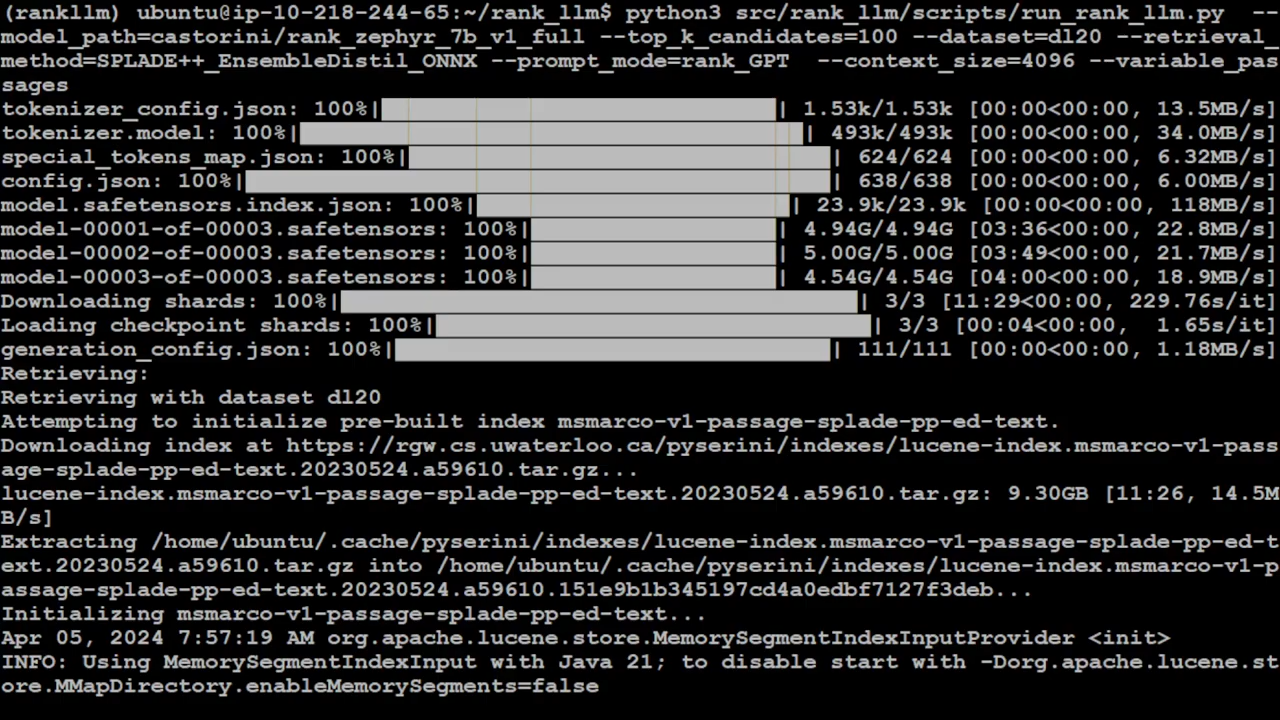 (rankllm) ubuntu@ip-10-218-244-65:~/rank_llm$ python3 src/rank_llm/scripts/run_rank_llm.py  --
model_path=castorini/rank_zephyr_7b_v1_full --top_k_candidates=100 --dataset=dl20 --retrieval_
method=SPLADE++_EnsembleDistil_ONNX --prompt_mode=rank_GPT  --context_size=4096 --variable_pas
sages
tokenizer_config.json: 100%| | 1.53k/1.53k [00:00<00:00, 13.5MB/s]
tokenizer.model: 100%| | 493k/493k [00:00<00:00, 34.0MB/s]
special_tokens_map.json: 100%| | 624/624 [00:00<00:00, 6.32MB/s]
config.json: 100%| | 638/638 [00:00<00:00, 6.00MB/s]
model.safetensors.index.json: 100%| | 23.9k/23.9k [00:00<00:00, 118MB/s]
model-00001-of-00003.safetensors: 100%| | 4.94G/4.94G [03:36<00:00, 22.8MB/s]
model-00002-of-00003.safetensors: 100%| | 5.00G/5.00G [03:49<00:00, 21.7MB/s]
model-00003-of-00003.safetensors: 100%| | 4.54G/4.54G [04:00<00:00, 18.9MB/s]
Downloading shards: 100%| | 3/3 [11:29<00:00, 229.76s/it]
Loading checkpoint shards: 100%| | 3/3 [00:04<00:00,  1.65s/it]
generation_config.json: 100%| | 111/111 [00:00<00:00, 1.18MB/s]
Retrieving:
Retrieving with dataset dl20
Attempting to initialize pre-built index msmarco-v1-passage-splade-pp-ed-text.
Downloading index at https://rgw.cs.uwaterloo.ca/pyserini/indexes/lucene-index.msmarco-v1-pass
age-splade-pp-ed-text.20230524.a59610.tar.gz...
lucene-index.msmarco-v1-passage-splade-pp-ed-text.20230524.a59610.tar.gz: 9.30GB [11:26, 14.5M
B/s]
Extracting /home/ubuntu/.cache/pyserini/indexes/lucene-index.msmarco-v1-passage-splade-pp-ed-t
ext.20230524.a59610.tar.gz into /home/ubuntu/.cache/pyserini/indexes/lucene-index.msmarco-v1-p
assage-splade-pp-ed-text.20230524.a59610.151e9b1b345197cd4a0edbf7127f3deb...
Initializing msmarco-v1-passage-splade-pp-ed-text...
Apr 05, 2024 7:57:19 AM org.apache.lucene.store.MemorySegmentIndexInputProvider <init>
INFO: Using MemorySegmentIndexInput with Java 21; to disable start with -Dorg.apache.lucene.st
ore.MMapDirectory.enableMemorySegments=false